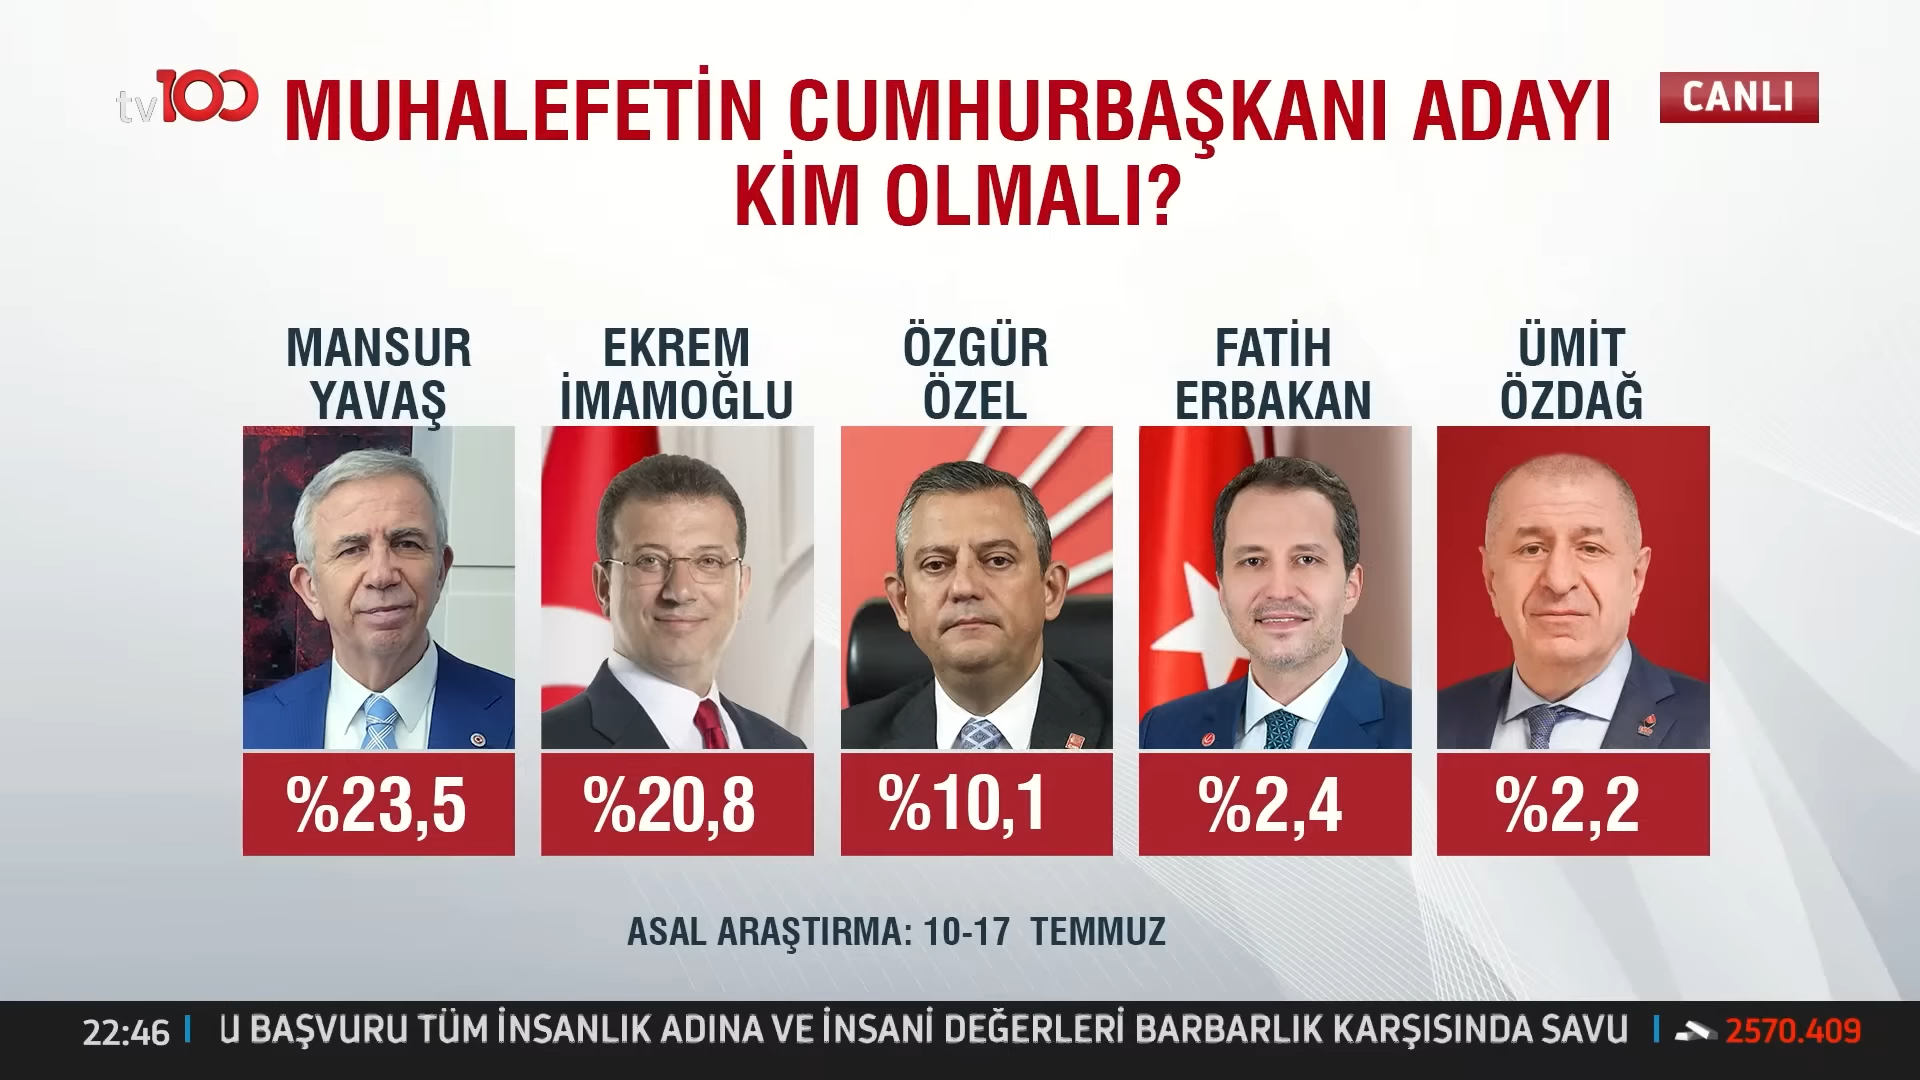 tv100
MUHALEFETİN CUMHURBAŞKANI ADAYI
KİM OLMALI?
CANLI
MANSUR
YAVAŞ
%23,5
EKREM
İMAMOĞLU
%20,8
ÖZGÜR
ÖZEL
%10,1
FATİH
ERBAKAN
%2,4
ÜMİT
ÖZDAĞ
%2,2
ASAL ARAŞTIRMA: 10-17 TEMMUZ
22:46 U BAŞVURU TÜM İNSANLIK ADINA VE İNSANİ DEĞERLERİ BARBARLIK KARŞISINDA SAVU 2570.409